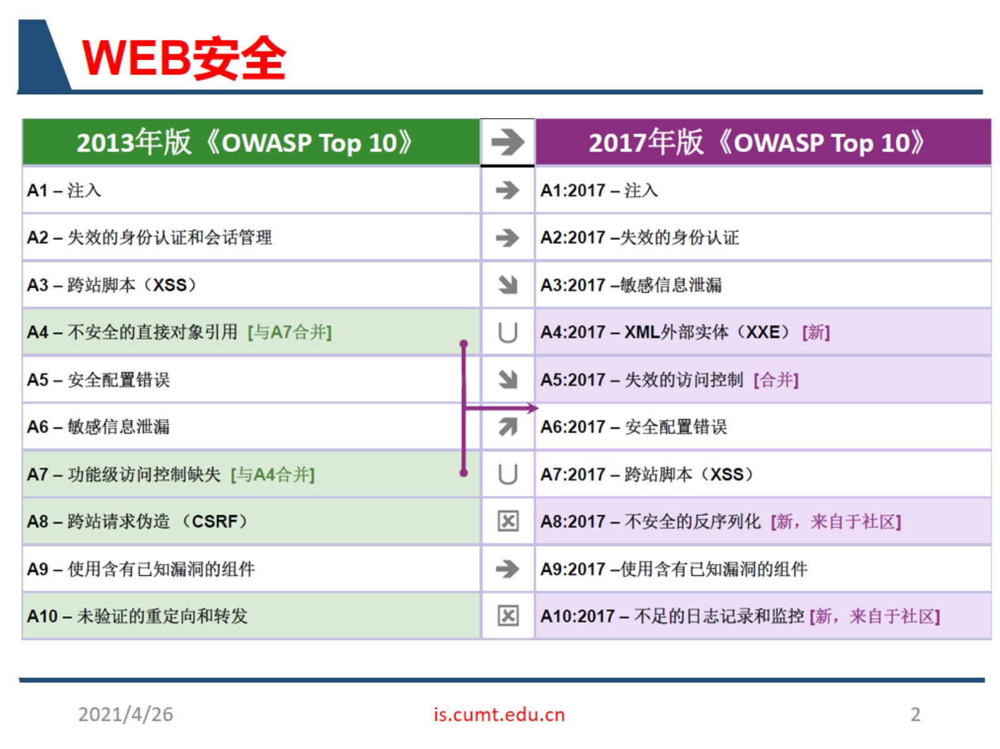 WEB安全
2013年版《OWASP Top 10》 2017年版《OWASP Top 10》
A1 – 注入 A1:2017 – 注入
A2 – 失效的身份认证和会话管理 A2:2017 –失效的身份认证
A3 – 跨站脚本（XSS） A3:2017 –敏感信息泄漏
A4 – 不安全的直接对象引用 [与A7合并] A4:2017 – XML外部实体（XXE） [新]
A5 – 安全配置错误 A5:2017 – 失效的访问控制 [合并]
A6 – 敏感信息泄漏 A6:2017 – 安全配置错误
A7 – 功能级访问控制缺失 [与A4合并] A7:2017 – 跨站脚本（XSS）
A8 – 跨站请求伪造 （CSRF） A8:2017 – 不安全的反序列化 [新，来自于社区]
A9 – 使用含有已知漏洞的组件 A9:2017 –使用含有已知漏洞的组件
A10 – 未验证的重定向和转发 A10:2017 – 不足的日志记录和监控 [新，来自于社区]
2021/4/26 is.cumt.edu.cn 2